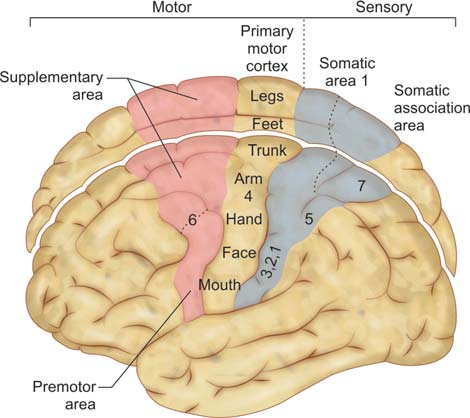 Motor
Sensory
Primary
motor
cortex
Somatic
area 1
Supplementary
area
Somatic
association
area
Legs
Feet
Trunk
Arm
4
7
6
Hand
5
Face
3,2,1
Mouth
Premotor
area